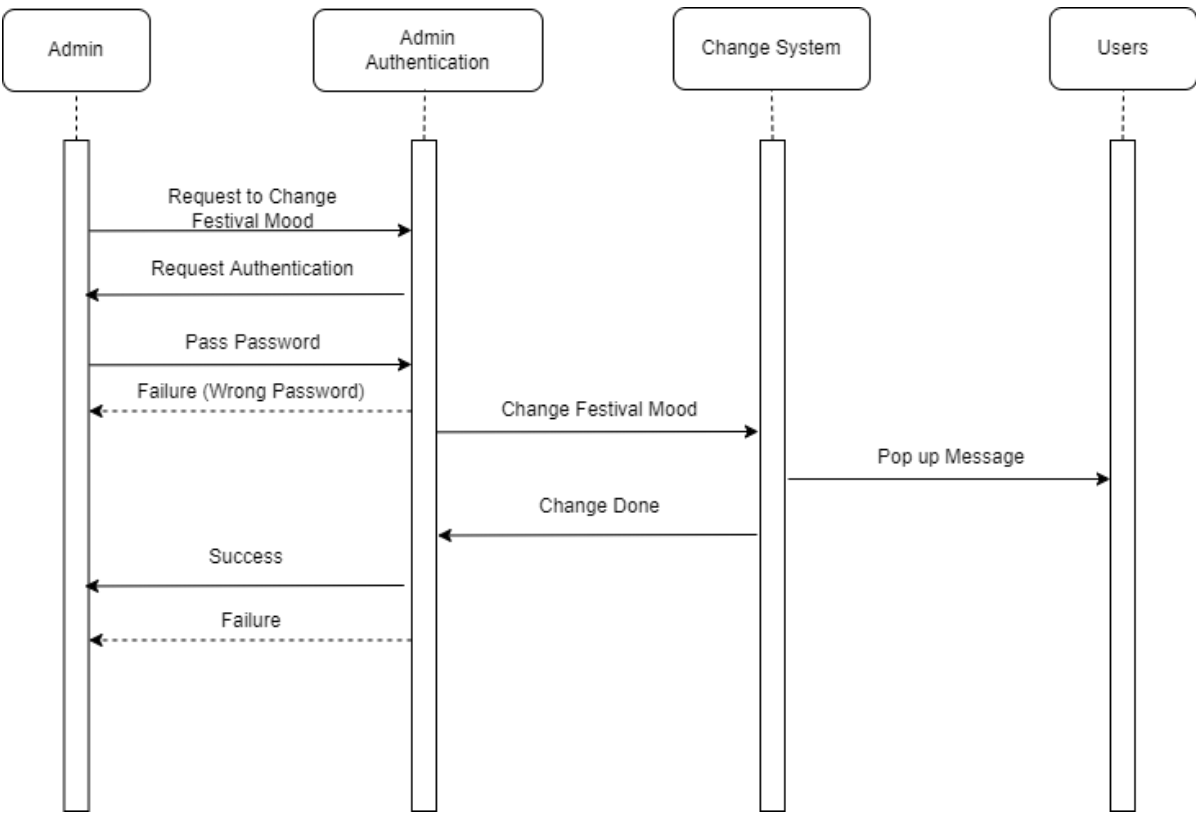 Admin
Admin
Authentication
Change System
Users
Request to Change
Festival Mood
Request Authentication
Pass Password
Failure (Wrong Password)
Change Festival Mood
Pop up Message
Change Done
Success
Failure